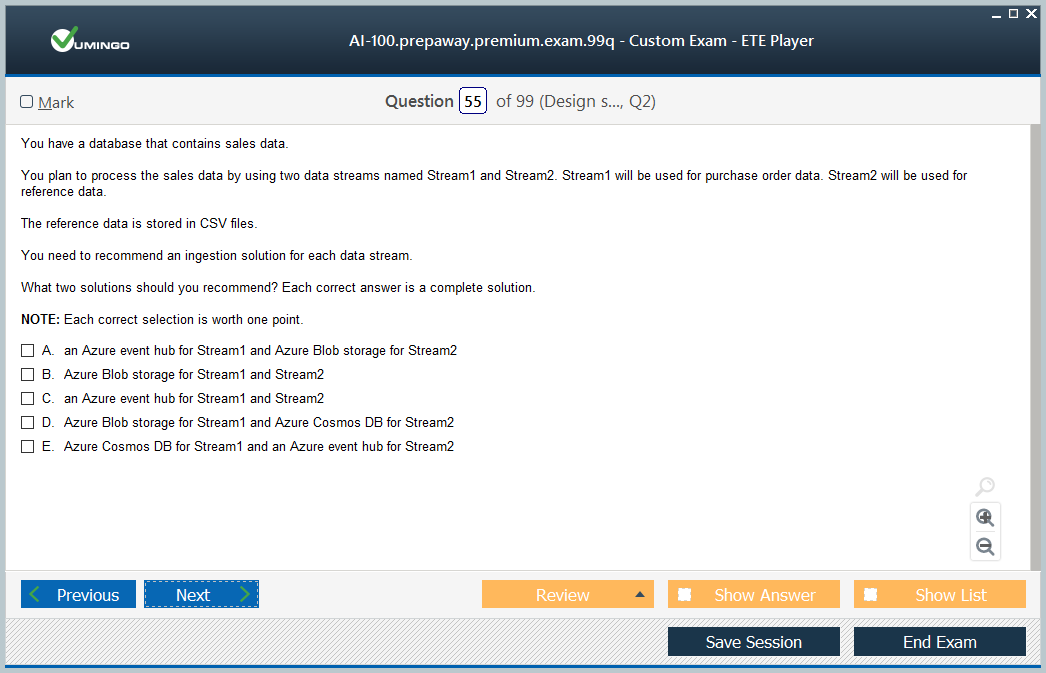 VUMINGO
AI-100.prepaway.premium.exam.99q - Custom Exam - ETE Player
Mark
Question 55 of 99 (Design s..., Q2)
You have a database that contains sales data.
You plan to process the sales data by using two data streams named Stream1 and Stream2. Stream1 will be used for purchase order data. Stream2 will be used for
reference data.
The reference data is stored in CSV files.
You need to recommend an ingestion solution for each data stream.
What two solutions should you recommend? Each correct answer is a complete solution.
NOTE: Each correct selection is worth one point.
A. an Azure event hub for Stream1 and Azure Blob storage for Stream2
B. Azure Blob storage for Stream1 and Stream2
C. an Azure event hub for Stream1 and Stream2
D. Azure Blob storage for Stream1 and Azure Cosmos DB for Stream2
E. Azure Cosmos DB for Stream1 and an Azure event hub for Stream2
Previous
Next
Review
Show Answer
Show List
Save Session
End Exam